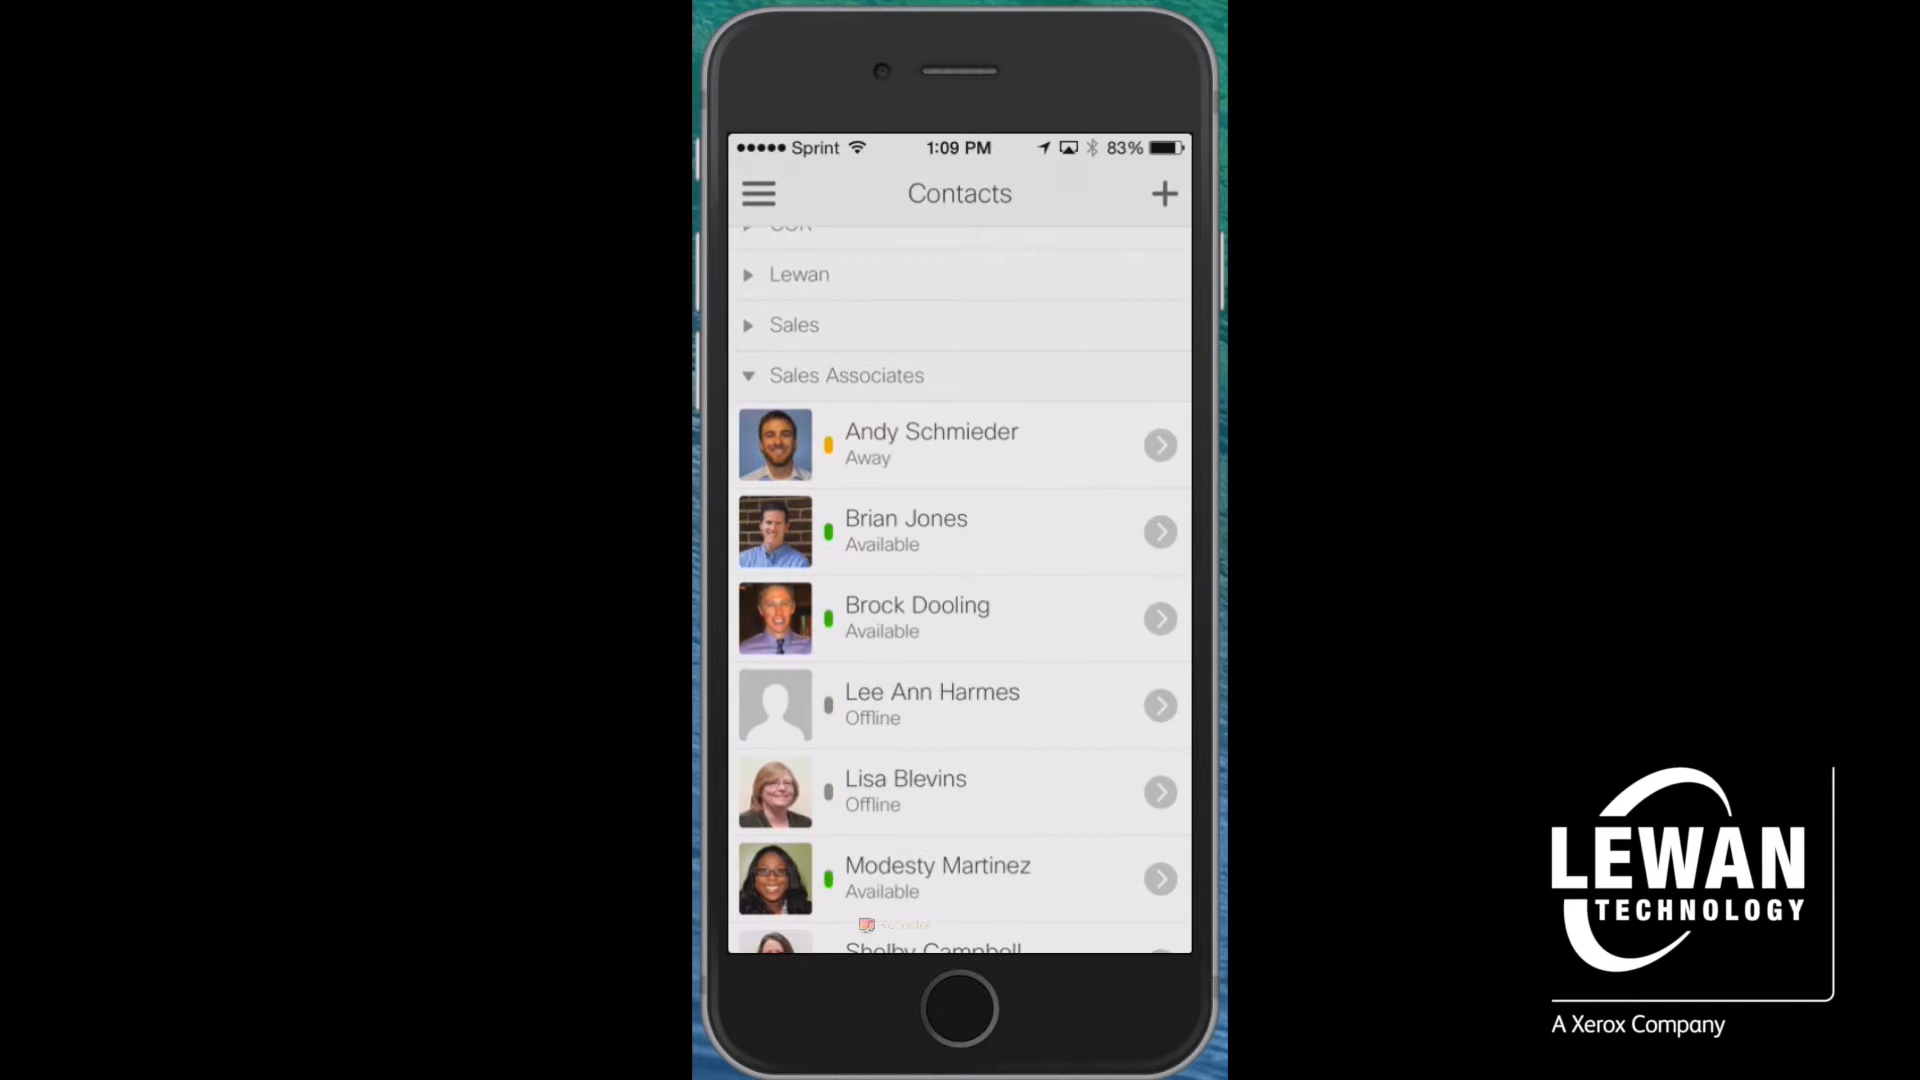 Sprint 1:09 PM 83%
Contacts
Lewan
Sales
Sales Associates
Andy Schmieder
Away
Brian Jones
Available
Brock Dooling
Available
Lee Ann Harmes
Offline
Lisa Blevins
Offline
Modesty Martinez
Available
Shelby Campbell
LEWAN
TECHNOLOGY
A Xerox Company